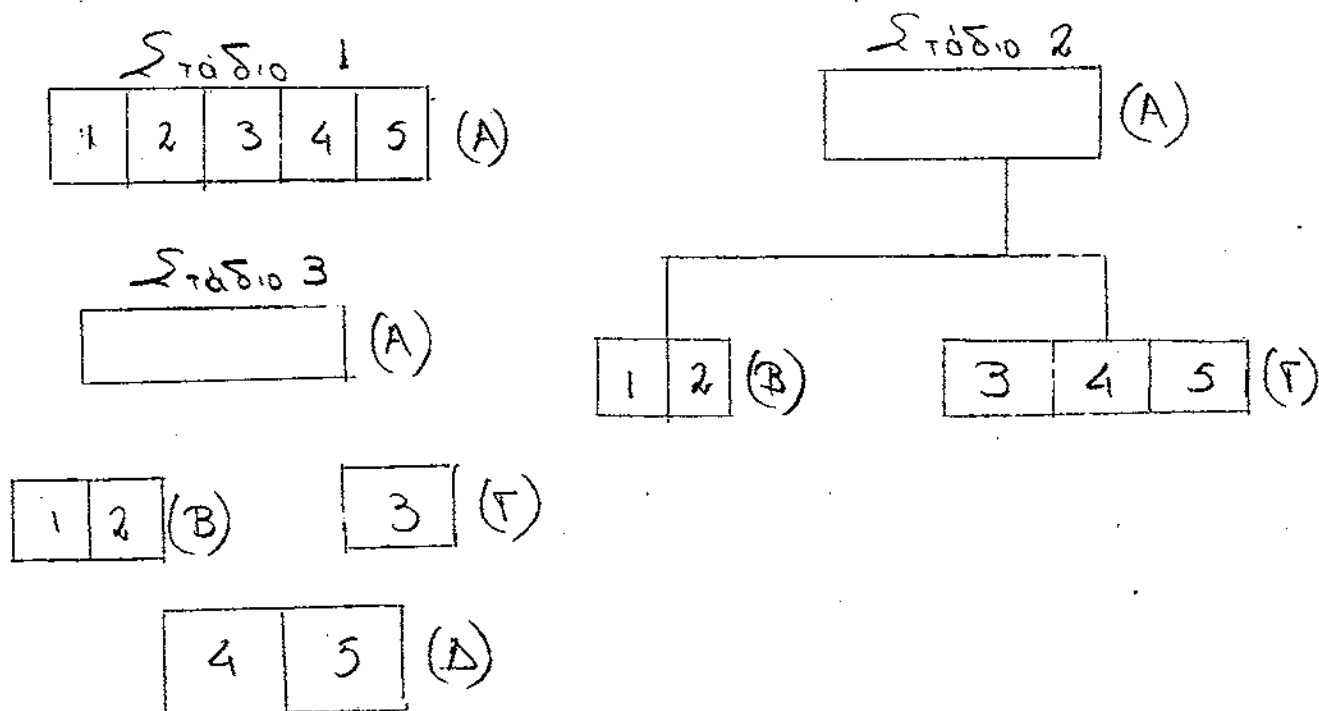 Στάδιο 1
1 2 3 4 5 (Α)
Στάδιο 2
(Α)
1 2 (Β) 3 4 5 (Γ)
Στάδιο 3
(Α)
1 2 (Β) 3 (Γ)
4 5 (Δ)